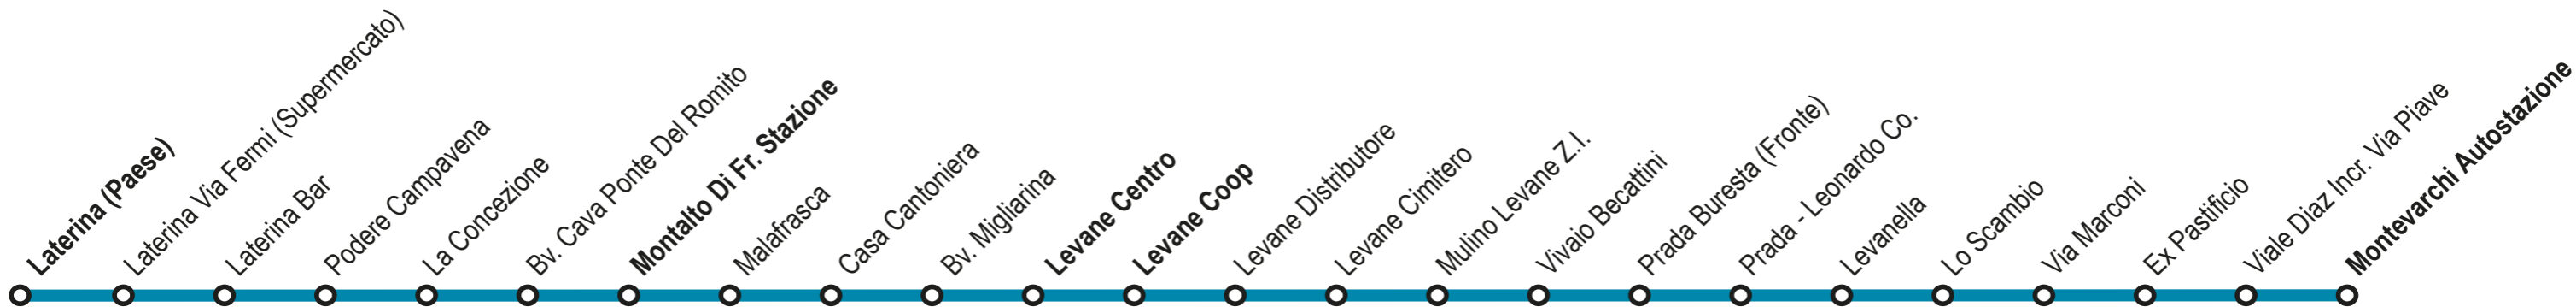 Laterina (Paese)
Laterina Via Fermi (Supermercato)
Laterina Bar
Podere Campavena
La Concezione
Bv. Cava Ponte Del Romito
Montalto Di Fr. Stazione
Malafrasca
Casa Cantoniera
Bv. Migliarina
Levane Centro
Levane Coop
Levane Distributore
Levane Cimitero
Mulino Levane Z.I.
Vivaio Becattini
Prada Buresta (Fronte)
Prada - Leonardo Co.
Levanella
Lo Scambio
Via Marconi
Ex Pastificio
Viale Diaz Incr. Via Piave
Montevarchi Autostazione